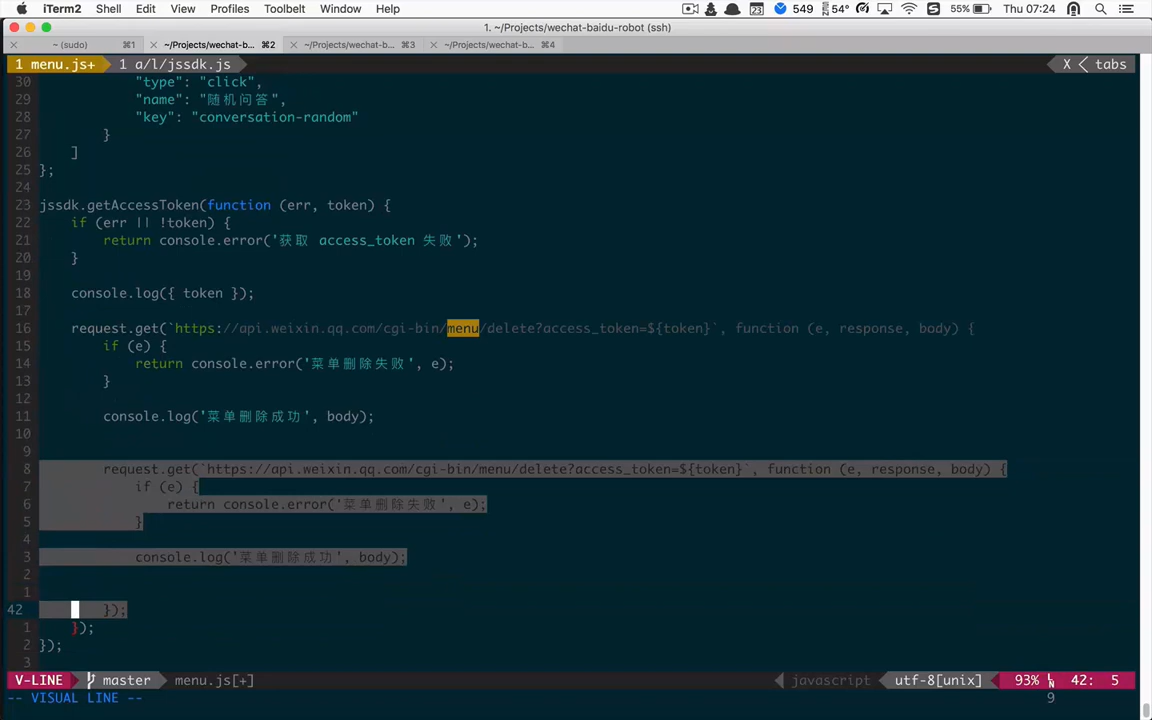 iTerm2 Shell Edit View Profiles Toolbelt Window Help 23 549 54° 55% Thu 07:24
1. ~/Projects/wechat-baidu-robot (ssh)
~ (sudo) ⌘1 ~/Projects/wechat-b... ⌘2 ~/Projects/wechat-b... ⌘3 ~/Projects/wechat-b... ⌘4
1 menu.js+ 1 a/l/jssdk.js X < tabs
30 "type": "click",
29 "name": "随机问答",
28 "key": "conversation-random"
27 }
26 ]
25 };
24
23 jssdk.getAccessToken(function (err, token) {
22 if (err || !token) {
21 return console.error('获取 access_token 失败');
20 }
19
18 console.log({ token });
17
16 request.get(`https://api.weixin.qq.com/cgi-bin/menu/delete?access_token=${token}`, function (e, response, body) {
15 if (e) {
14 return console.error('菜单删除失败', e);
13 }
12
11 console.log('菜单删除成功', body);
10
9
8 request.get(`https://api.weixin.qq.com/cgi-bin/menu/delete?access_token=${token}`, function (e, response, body) {
7 if (e) {
6 return console.error('菜单删除失败', e);
5 }
4
3 console.log('菜单删除成功', body);
2
1
42 });
1 });
2 });
3
V-LINE master menu.js[+] javascript utf-8[unix] 93% LN 42: 5
-- VISUAL LINE -- 9